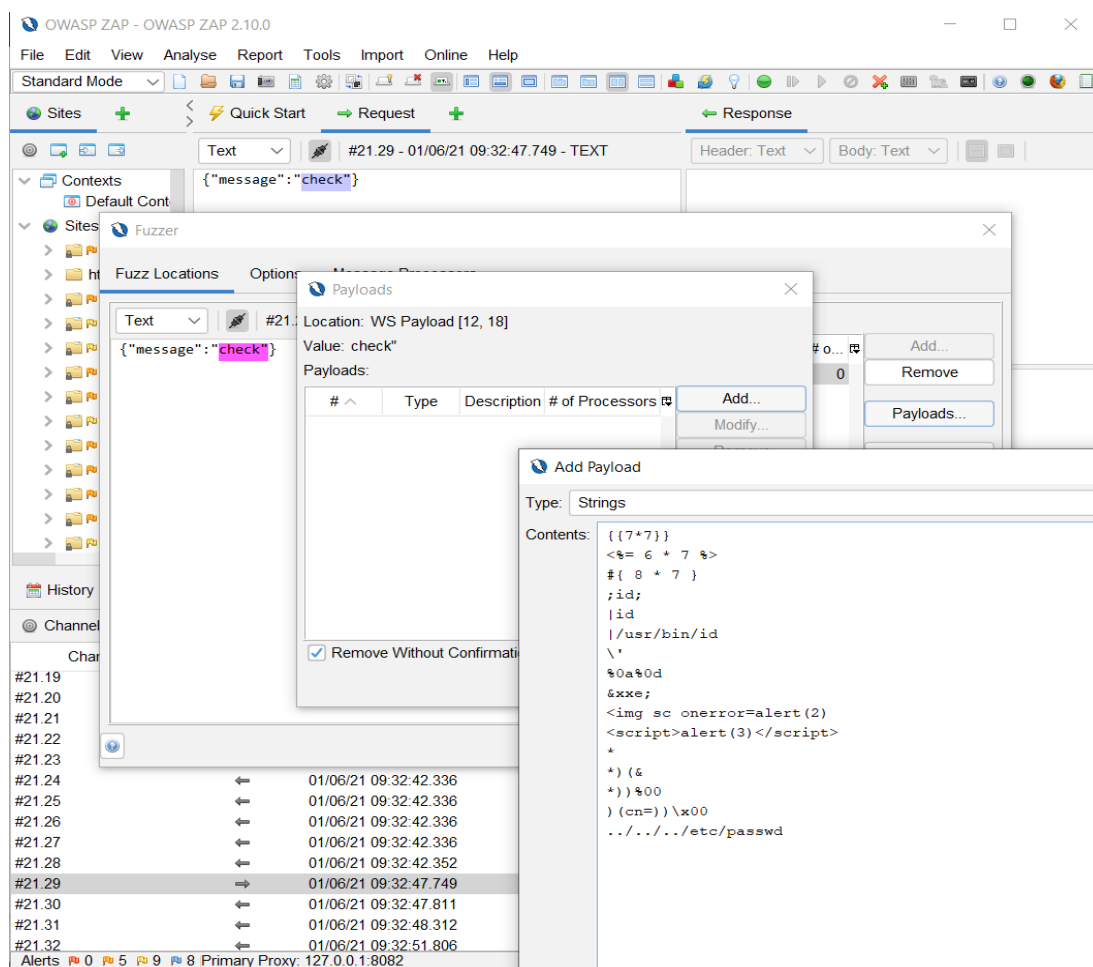 OWASP ZAP - OWASP ZAP 2.10.0
File Edit View Analyse Report Tools Import Online Help
Standard Mode
Sites Quick Start Request Response
Text #21.29 - 01/06/21 09:32:47.749 - TEXT Header: Text Body: Text
Contexts {"message":"check"}
Default Cont
Sites
Fuzzer
ht
Fuzz Locations Options
Payloads
Text #21. Location: WS Payload [12, 18]
{"message":"check"} Value: check" # o... Add...
Payloads: 0 Remove
# Type Description # of Processors Add... Payloads...
Modify...
Add Payload
Type: Strings
Contents: {{7*7}}
<%= 6 * 7 %>
#{ 8 * 7 }
;id;
|id
|/usr/bin/id
\'
%0a%0d
&xxe;
<img sc onerror=alert(2)
<script>alert(3)</script>
*
*)(&
*))%00
)(cn=))\x00
../../../etc/passwd
History
Channel
Remove Without Confirmati
Char
#21.19
#21.20
#21.21
#21.22
#21.23
#21.24 01/06/21 09:32:42.336
#21.25 01/06/21 09:32:42.336
#21.26 01/06/21 09:32:42.336
#21.27 01/06/21 09:32:42.336
#21.28 01/06/21 09:32:42.352
#21.29 01/06/21 09:32:47.749
#21.30 01/06/21 09:32:47.811
#21.31 01/06/21 09:32:48.312
#21.32 01/06/21 09:32:51.806
Alerts 0 5 9 8 Primary Proxy: 127.0.0.1:8082